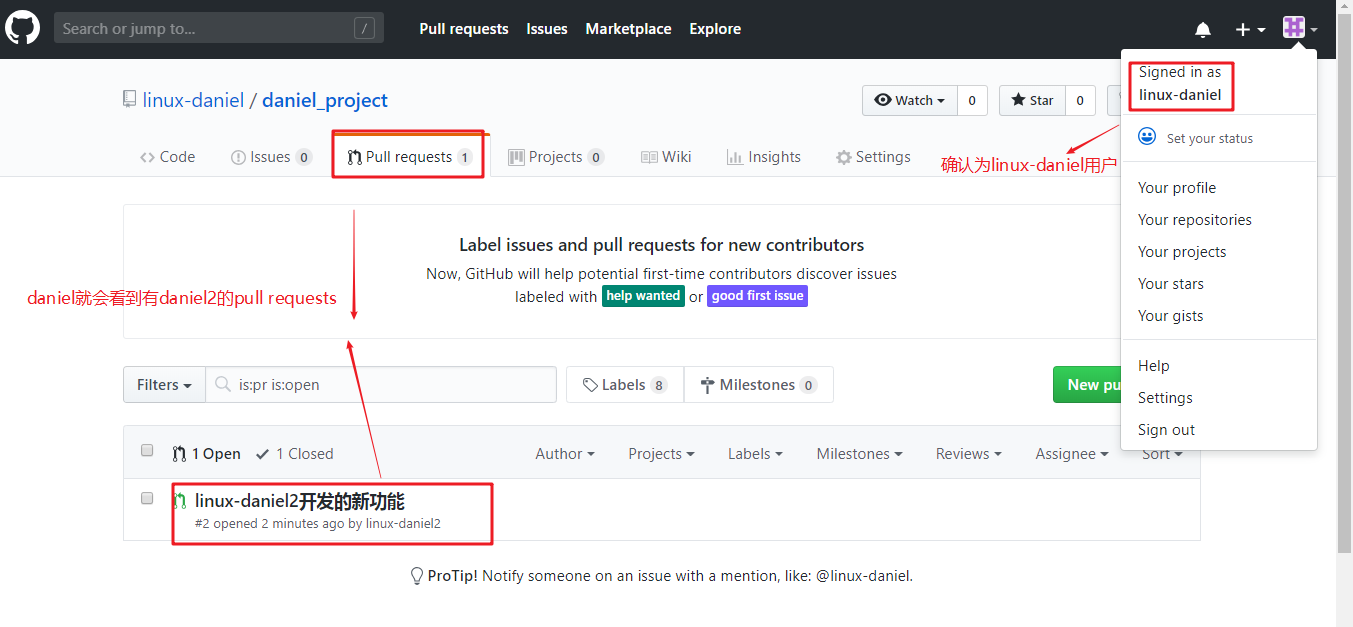 Search or jump to... /
Pull requests Issues Marketplace Explore
Signed in as
linux-daniel
linux-daniel / daniel_project
Watch 0 Star 0
Set your status
Code Issues 0 Pull requests 1 Projects 0 Wiki Insights Settings
确认为linux-daniel用户
Your profile
Your repositories
Your projects
Your stars
Your gists
Help
Settings
Sign out
Label issues and pull requests for new contributors
Now, GitHub will help potential first-time contributors discover issues
labeled with help wanted or good first issue
daniel就会看到有daniel2的pull requests
Filters is:pr is:open Labels 8 Milestones 0 New pu
1 Open 1 Closed Author Projects Labels Milestones Reviews Assignee Sort
linux-daniel2开发的新功能
#2 opened 2 minutes ago by linux-daniel2
ProTip! Notify someone on an issue with a mention, like: @linux-daniel.